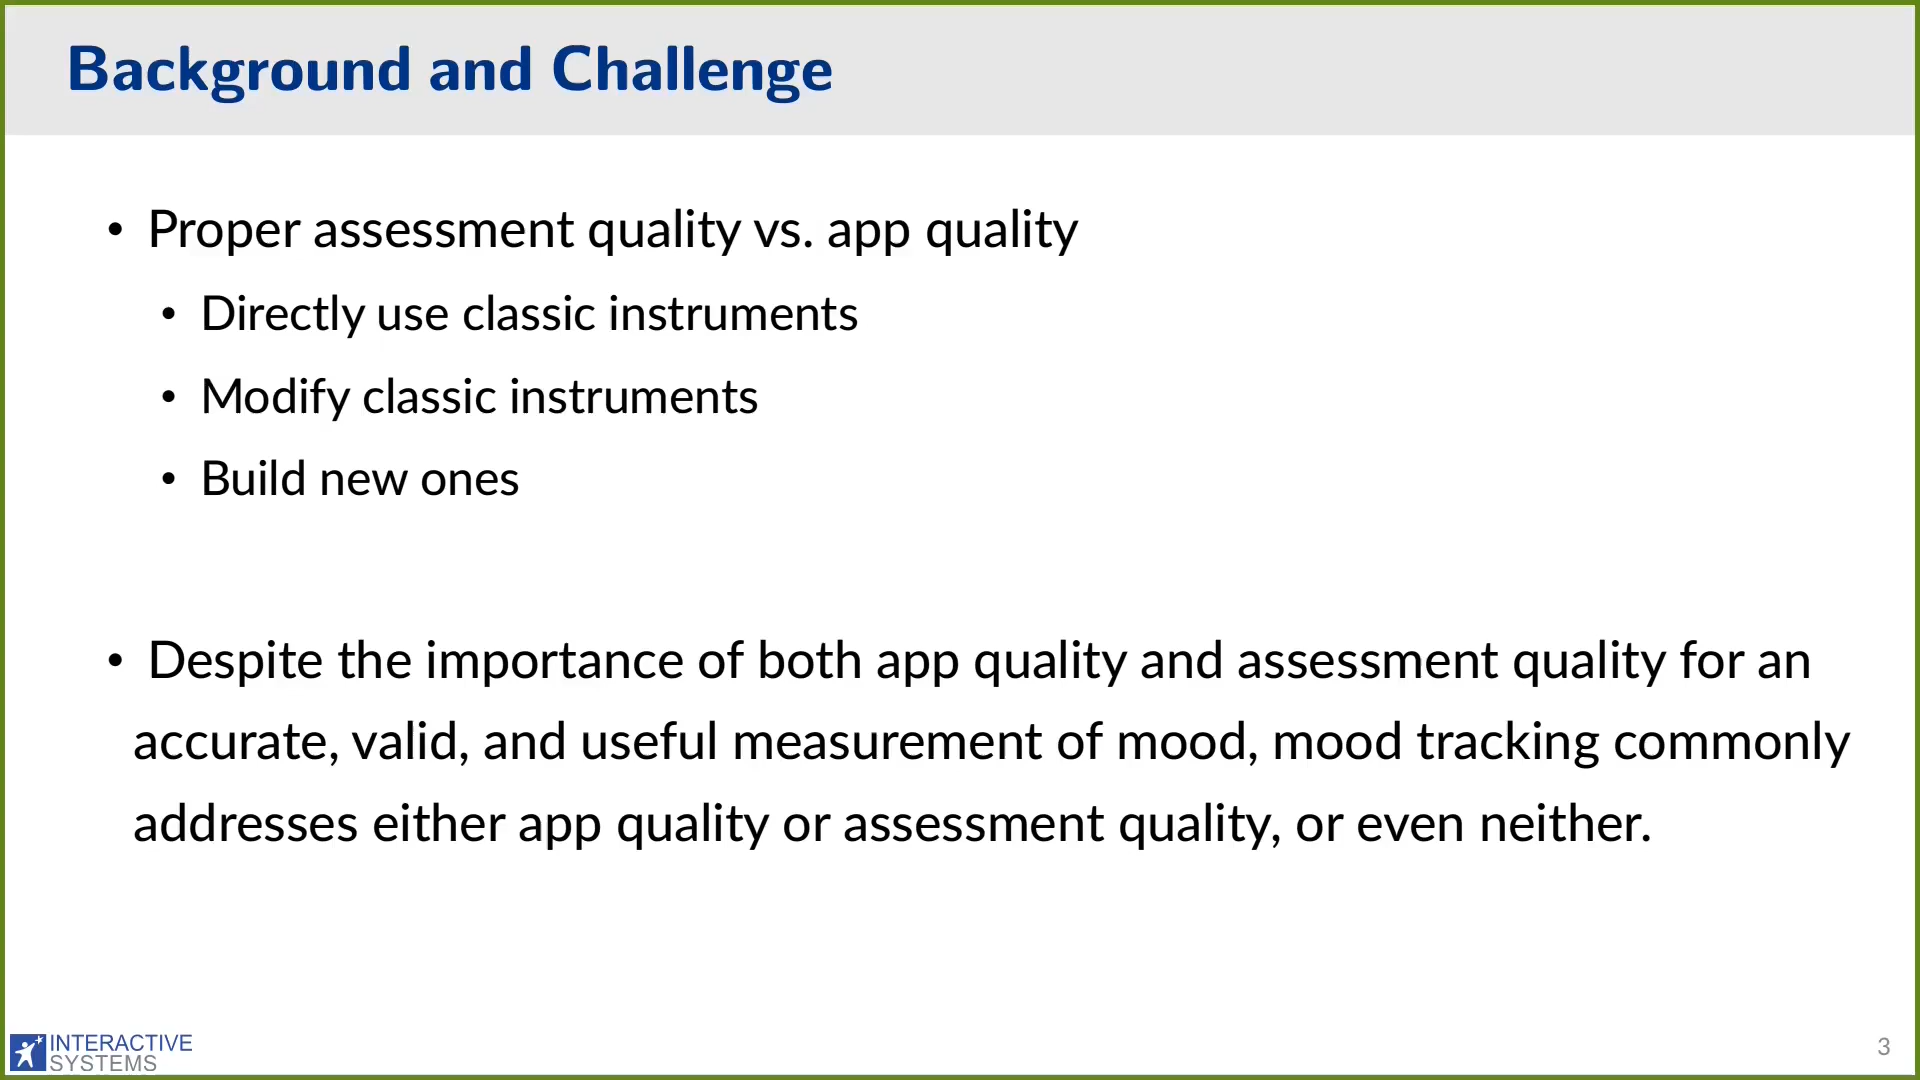 Background and Challenge
• Proper assessment quality vs. app quality
• Directly use classic instruments
• Modify classic instruments
• Build new ones
• Despite the importance of both app quality and assessment quality for an
accurate, valid, and useful measurement of mood, mood tracking commonly
addresses either app quality or assessment quality, or even neither.
INTERACTIVE
SYSTEMS
3